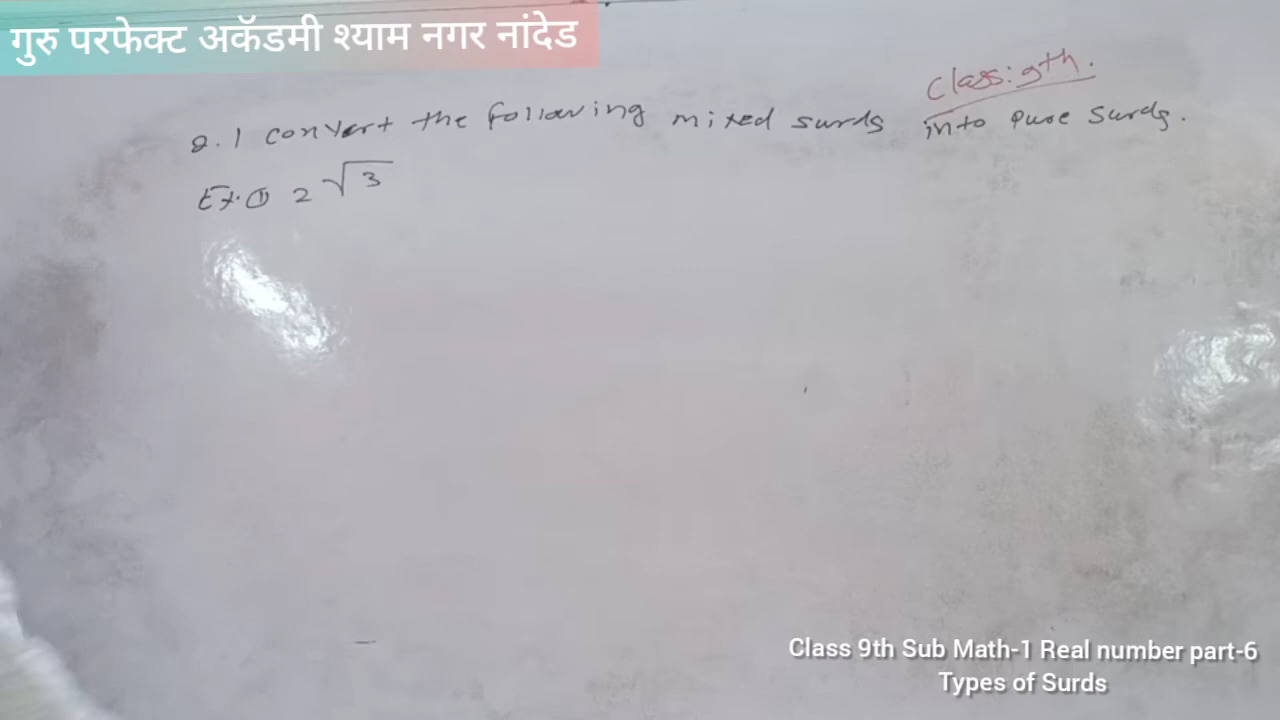 गुरु परफेक्ट अकॅडमी श्याम नगर नांदेड
Class: 9th.
Q.1 convert the following mixed surds into pure surds.
Ex. ① 2√3
Class 9th Sub Math-1 Real number part-6
Types of Surds